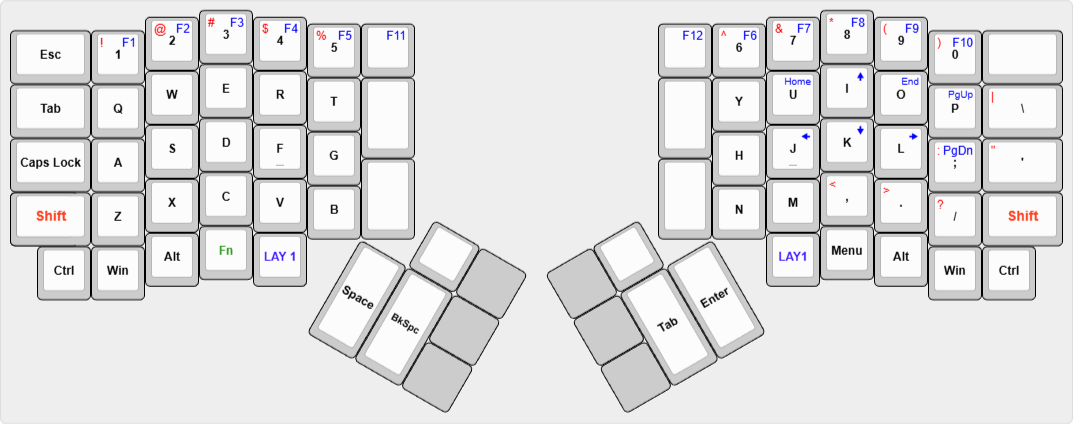 Esc
! F1
1
@ F2
2
# F3
3
$ F4
4
% F5
5
F11
Tab
Q
W
E
R
T
Caps Lock
A
S
D
F
_
G
Shift
Z
X
C
V
B
Ctrl
Win
Alt
Fn
LAY 1
Space
BkSpc
F12
^ F6
6
& F7
7
* F8
8
( F9
9
) F10
0
Y
Home
U
I
End
O
PgUp
P
|
\
H
J
_
K
L
: PgDn
;
"
'
N
M
<
,
>
.
?
/
Shift
LAY1
Menu
Alt
Win
Ctrl
Tab
Enter